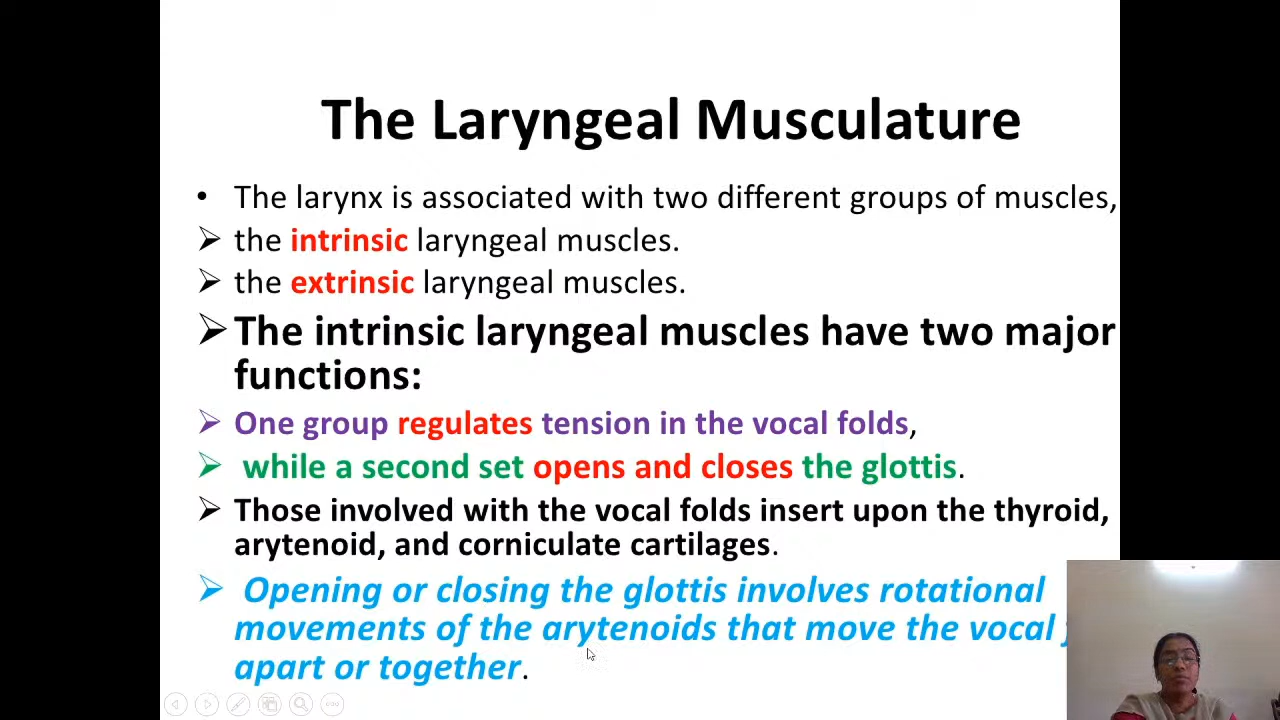 The Laryngeal Musculature
• The larynx is associated with two different groups of muscles,
➢ the intrinsic laryngeal muscles.
➢ the extrinsic laryngeal muscles.
➢ The intrinsic laryngeal muscles have two major
functions:
➢ One group regulates tension in the vocal folds,
➢ while a second set opens and closes the glottis.
➢ Those involved with the vocal folds insert upon the thyroid,
arytenoid, and corniculate cartilages.
➢ Opening or closing the glottis involves rotational
movements of the arytenoids that move the vocal
apart or together.